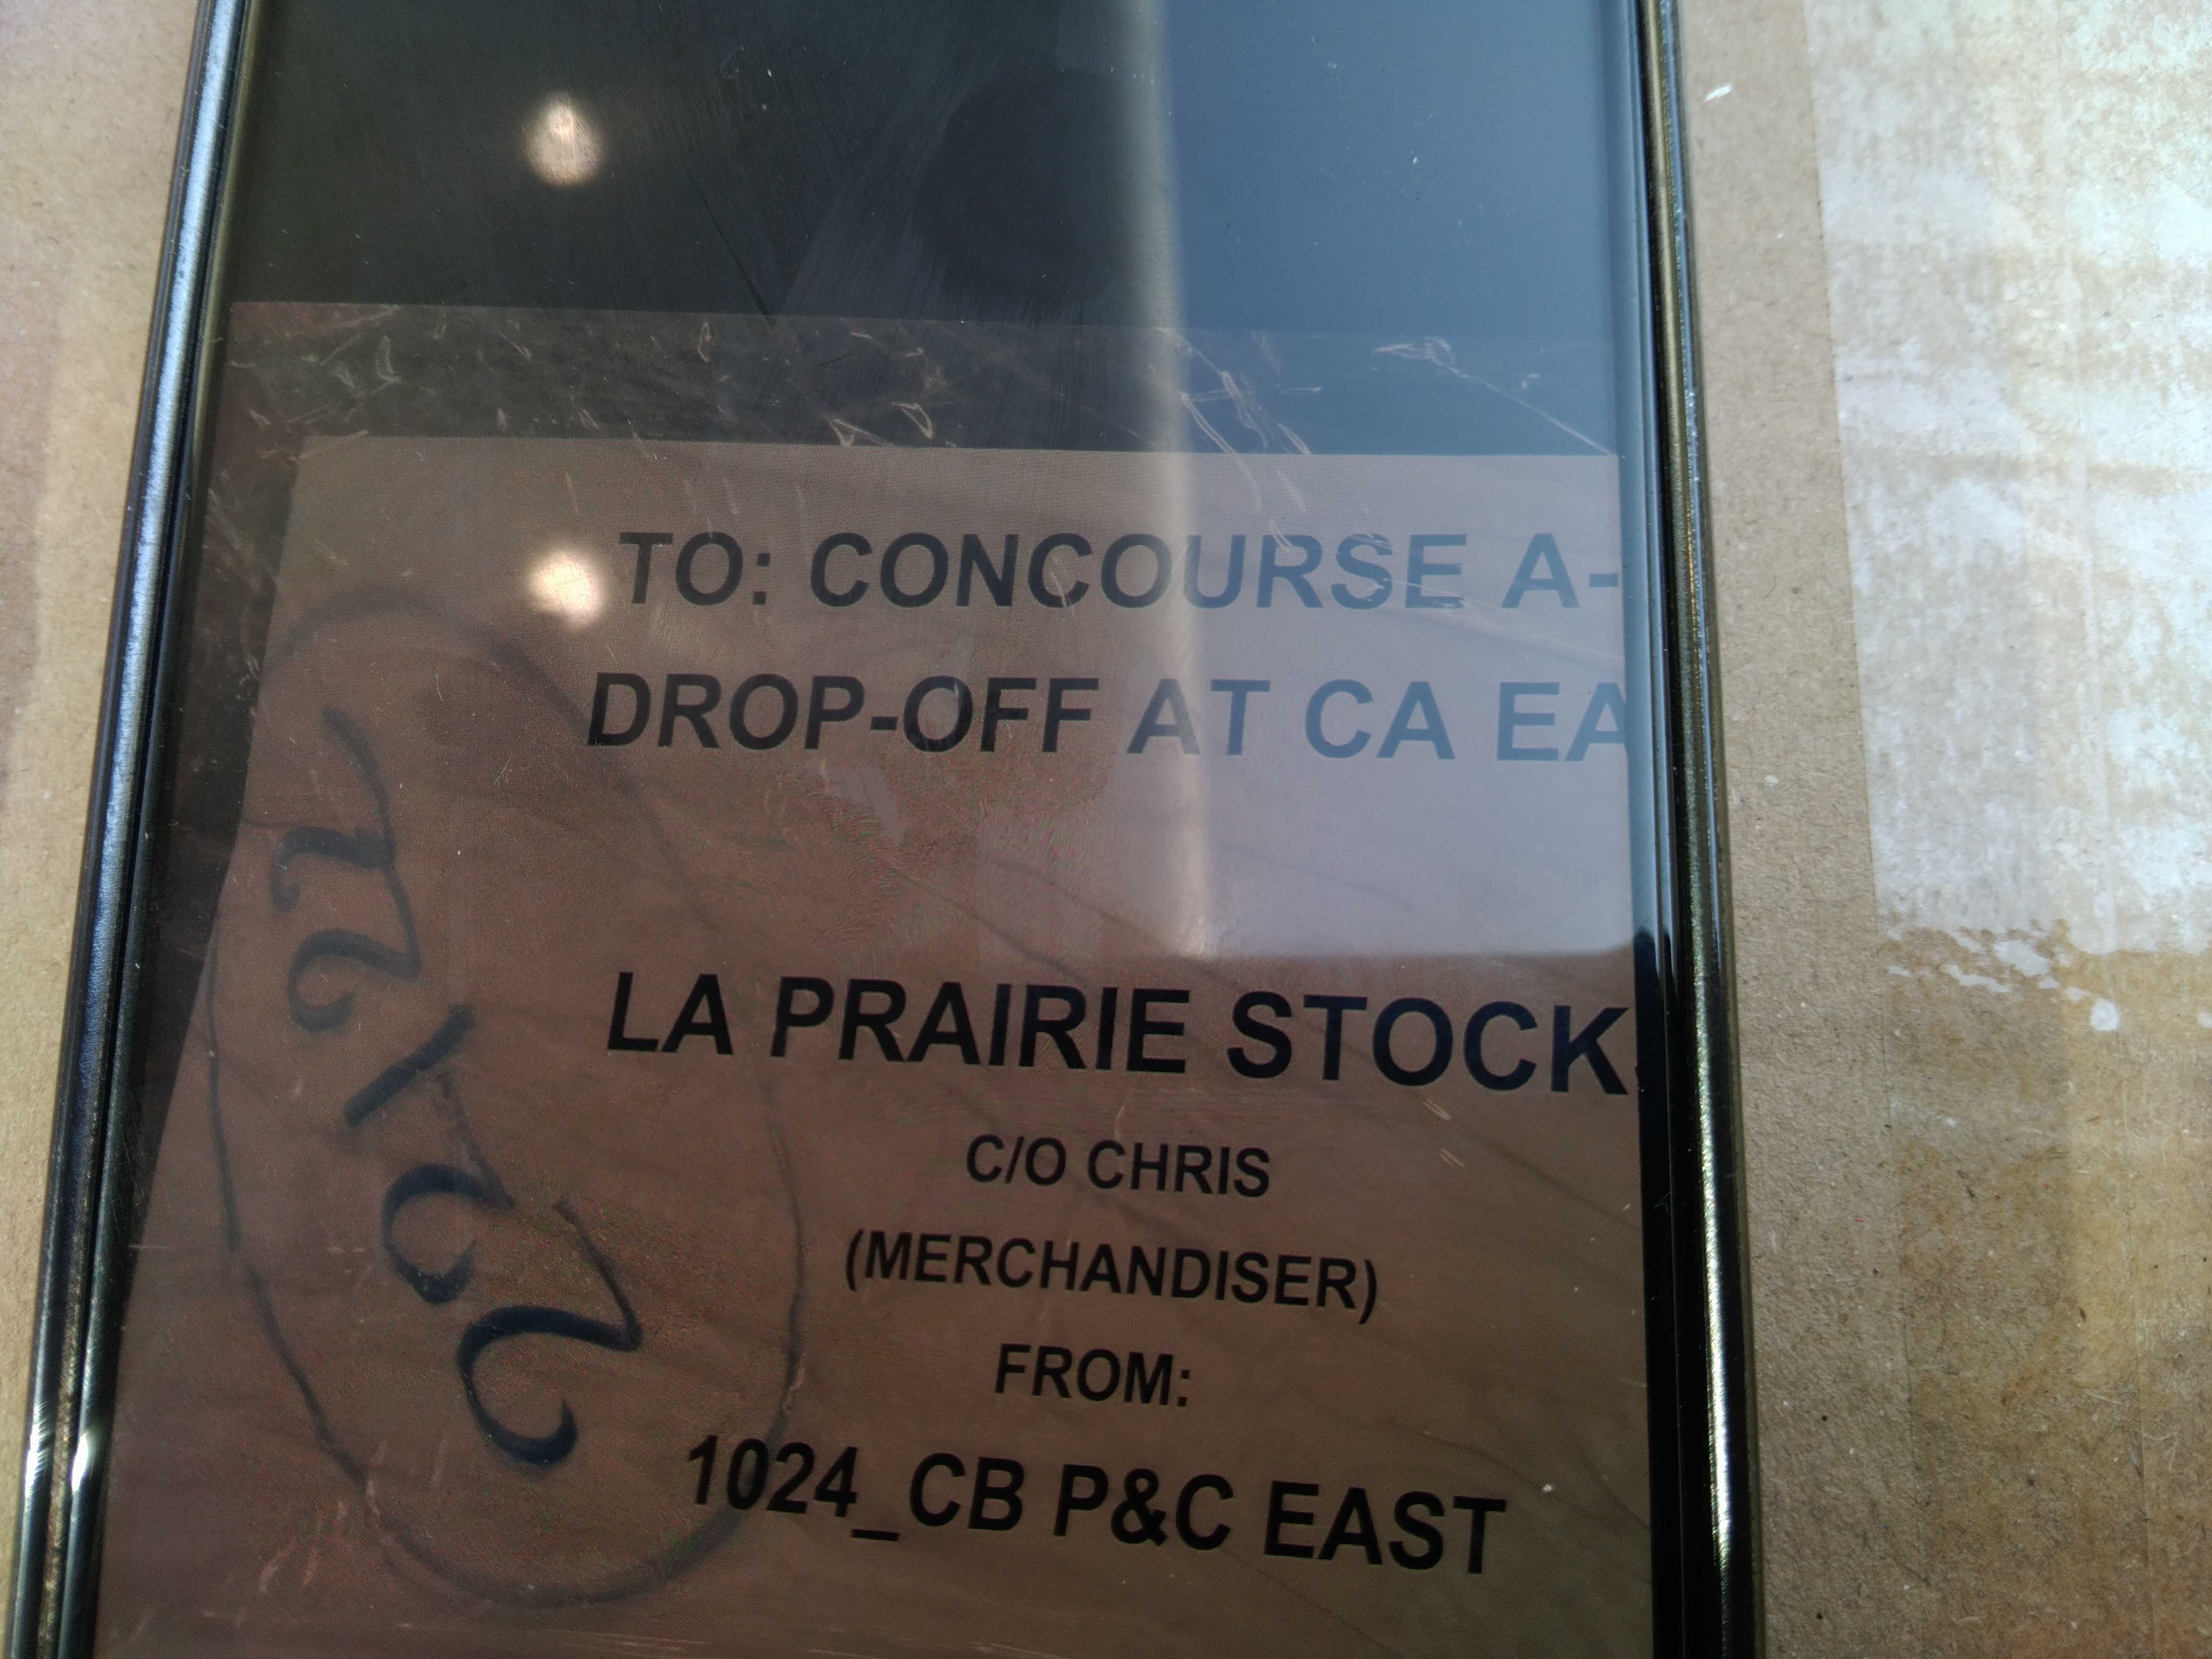 TO: CONCOURSE A-
DROP-OFF AT CA EA
LA PRAIRIE STOCK
C/O CHRIS
(MERCHANDISER)
FROM:
1024_CB P&C EAST